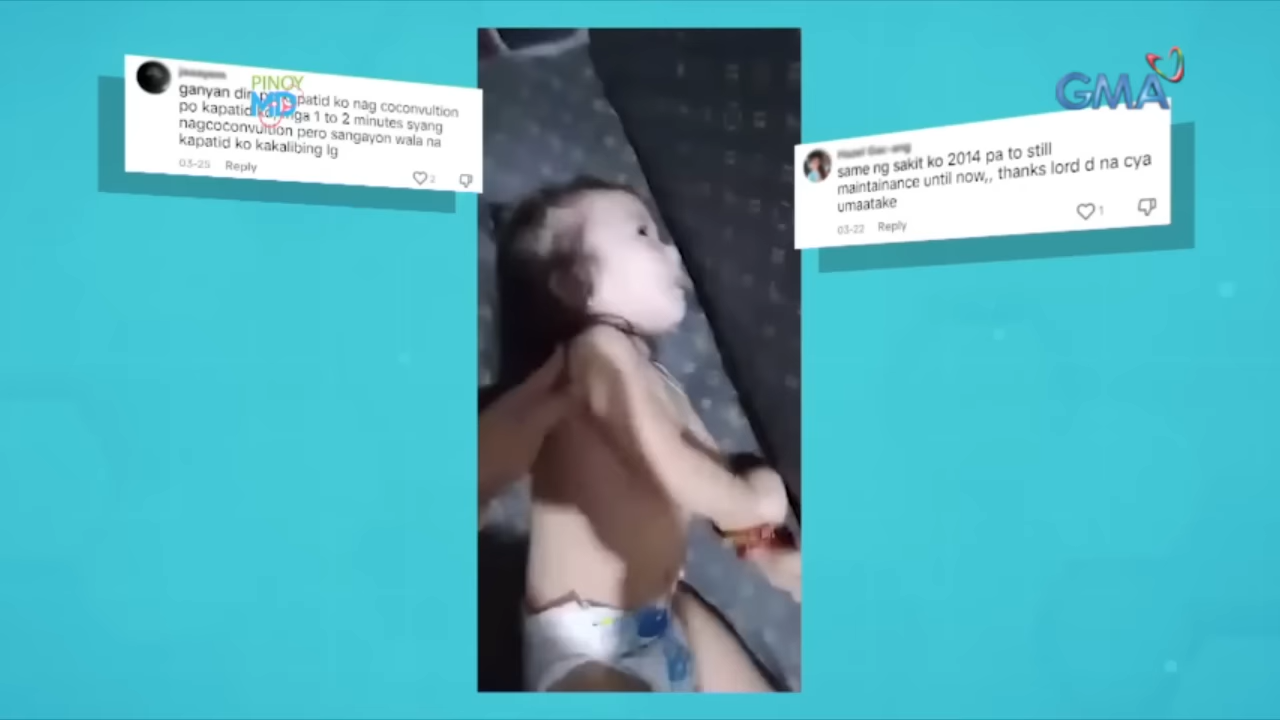 PINOY
MD
GMA
ganyan din kapatid ko nag coconvultion
po kapatid nga 1 to 2 minutes syang
nagcoconvultion pero sangayon wala na
kapatid ko kakalibing lg
03-25 Reply
2
same ng sakit ko 2014 pa to still
maintainance until now,, thanks lord d na cya
umaatake
03-22 Reply
1